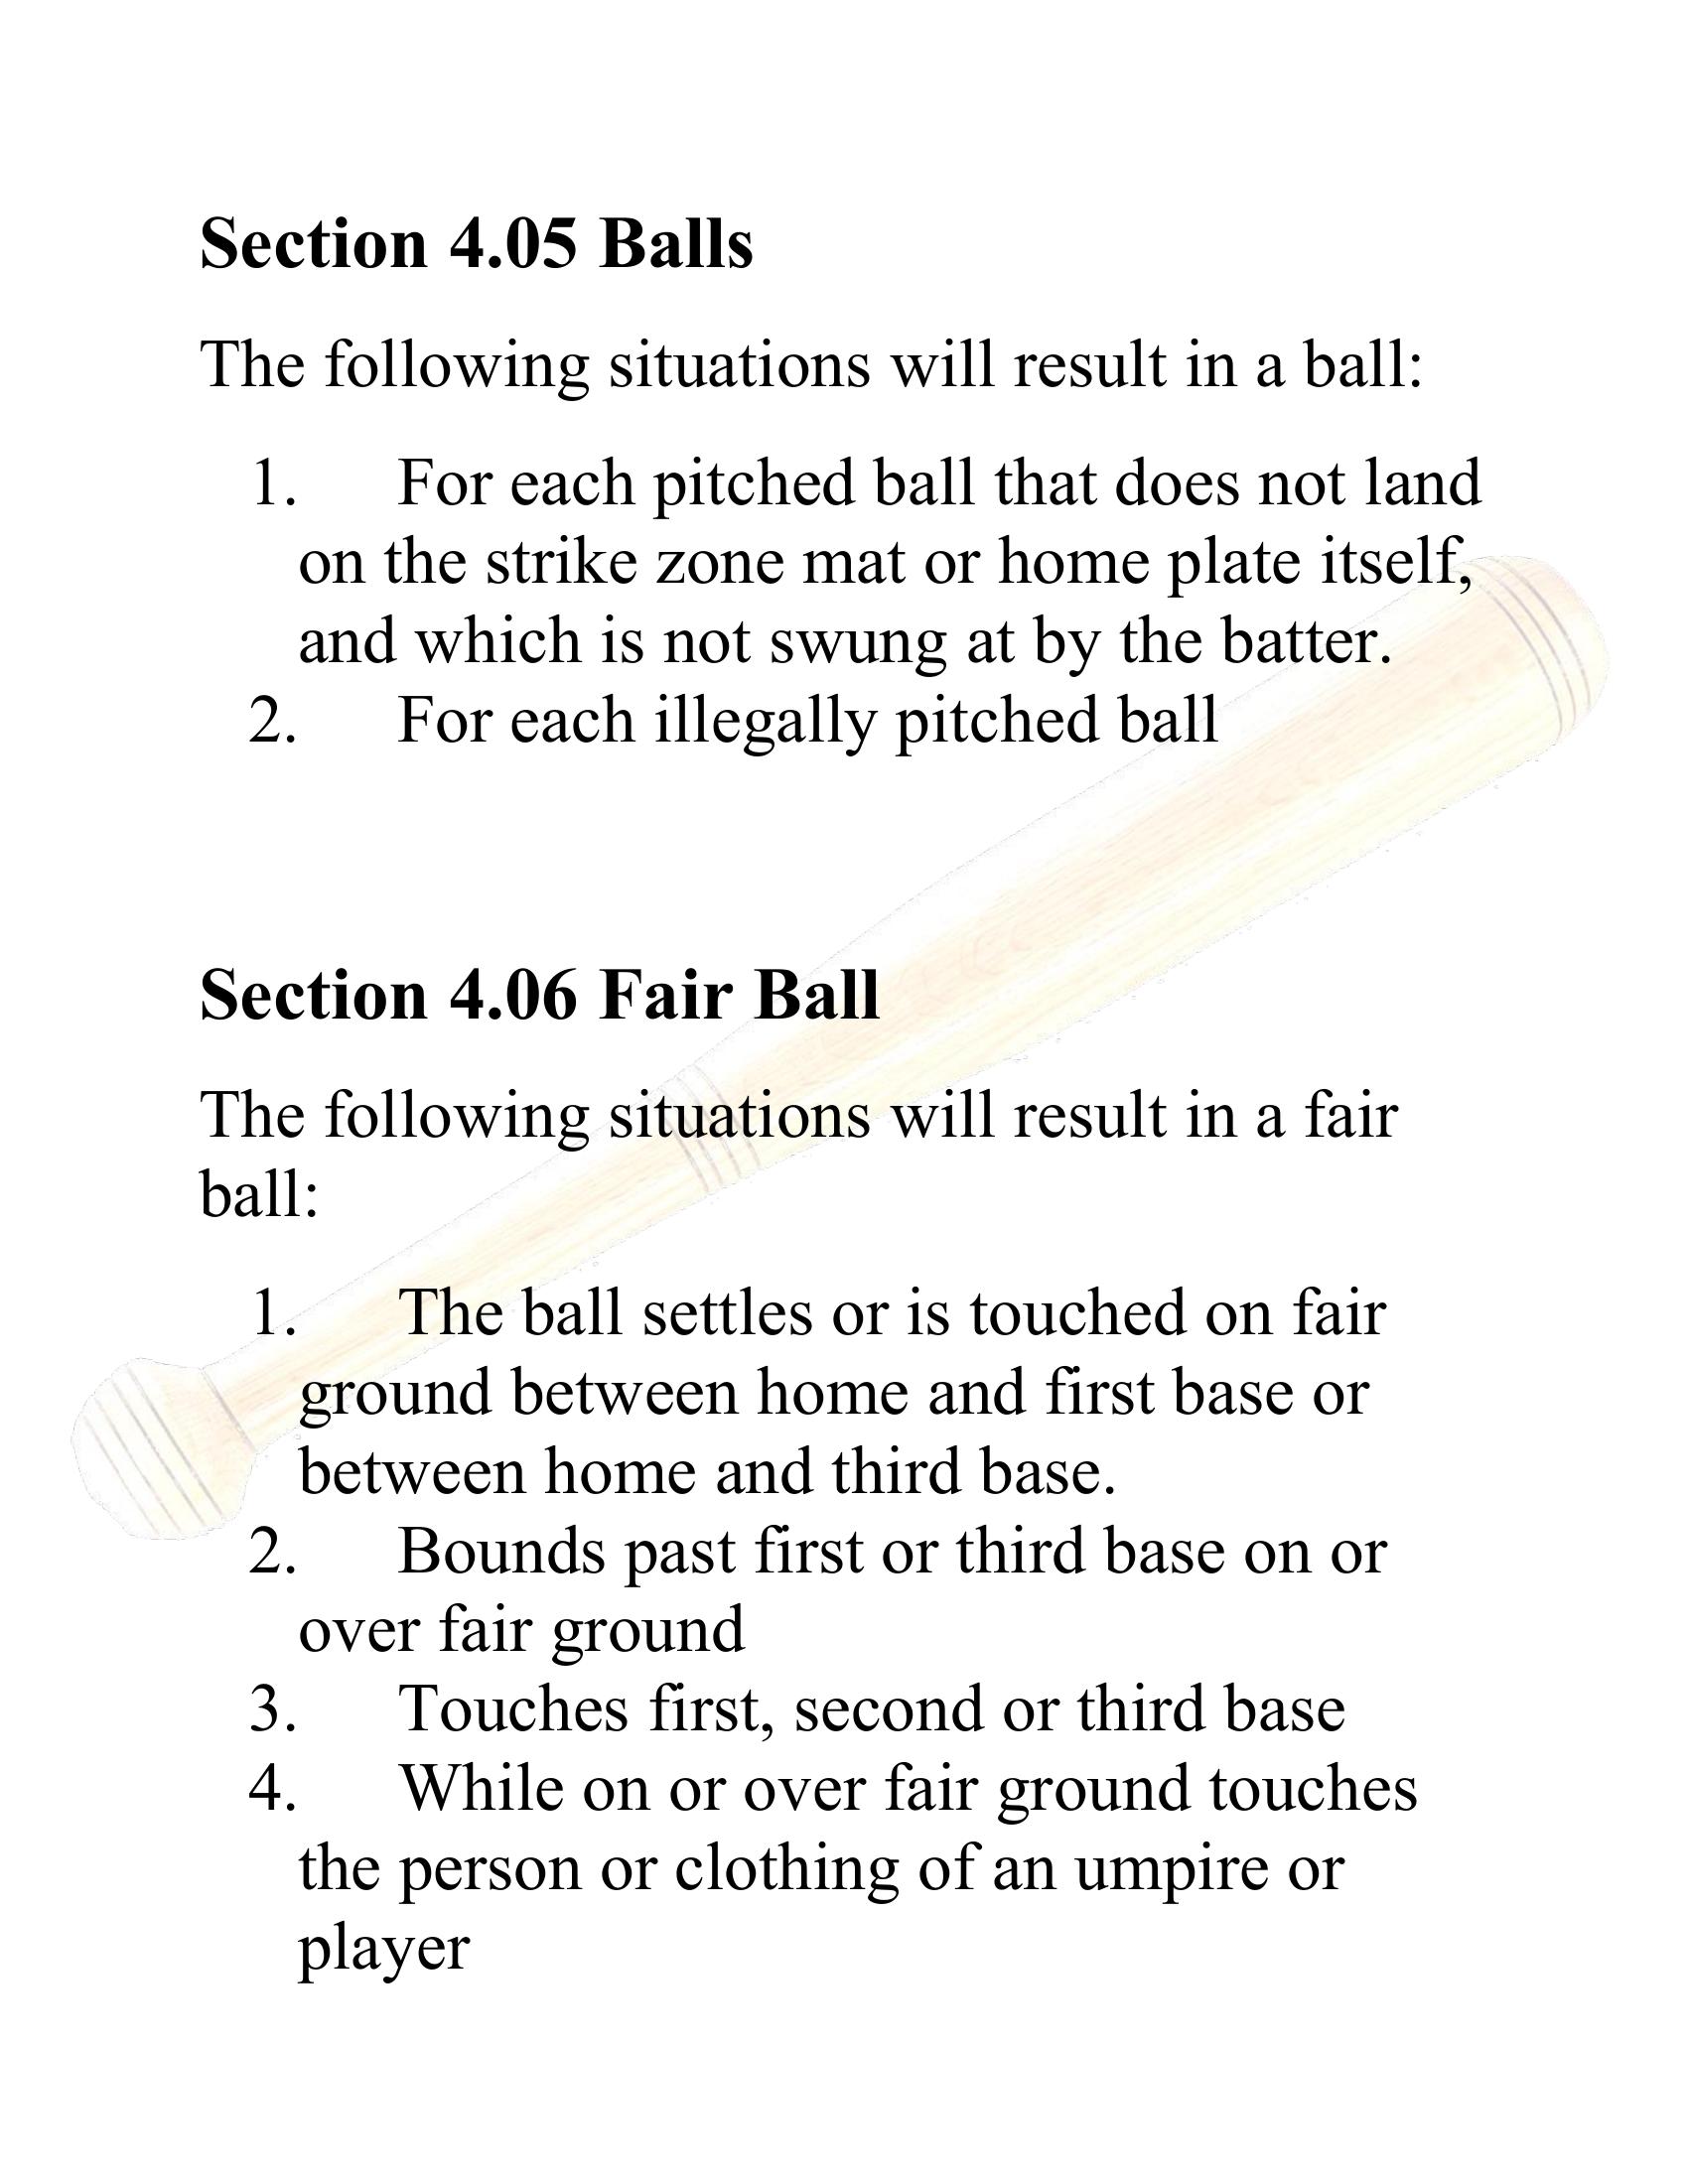 Section 4.05 Balls
The following situations will result in a ball:
1. For each pitched ball that does not land
on the strike zone mat or home plate itself,
and which is not swung at by the batter.
2. For each illegally pitched ball
Section 4.06 Fair Ball
The following situations will result in a fair
ball:
1. The ball settles or is touched on fair
ground between home and first base or
between home and third base.
2. Bounds past first or third base on or
over fair ground
3. Touches first, second or third base
4. While on or over fair ground touches
the person or clothing of an umpire or
player